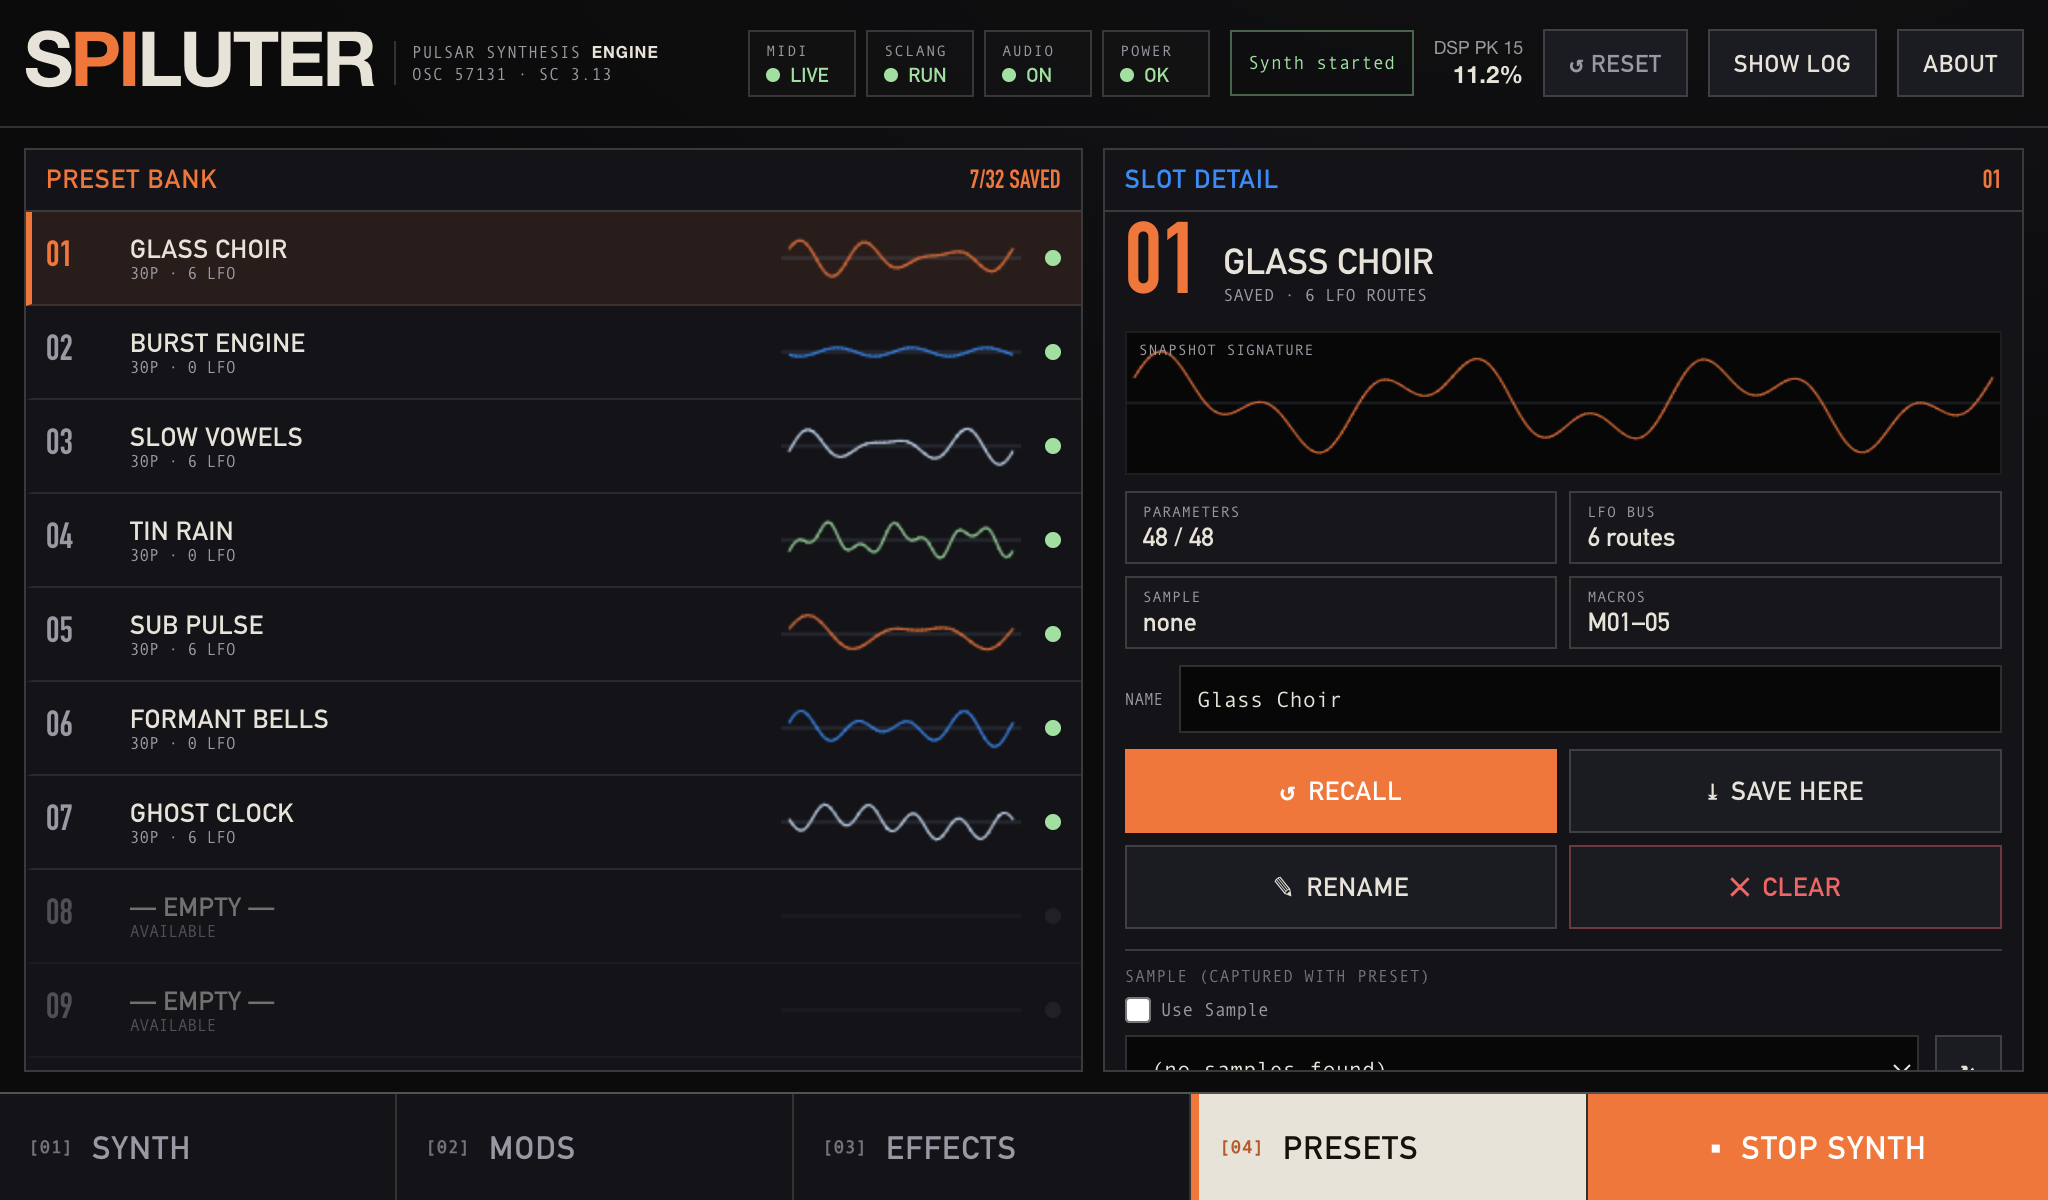 SPILUTER
PULSAR SYNTHESIS ENGINE
OSC 57131 · SC 3.13
MIDI
LIVE
SCLANG
RUN
AUDIO
ON
POWER
OK
Synth started
DSP PK 15
11.2%
↺ RESET
SHOW LOG
ABOUT
PRESET BANK
7/32 SAVED
01
GLASS CHOIR
30P · 6 LFO
02
BURST ENGINE
30P · 0 LFO
03
SLOW VOWELS
30P · 6 LFO
04
TIN RAIN
30P · 0 LFO
05
SUB PULSE
30P · 6 LFO
06
FORMANT BELLS
30P · 0 LFO
07
GHOST CLOCK
30P · 6 LFO
08
— EMPTY —
AVAILABLE
09
— EMPTY —
AVAILABLE
SLOT DETAIL
01
01
GLASS CHOIR
SAVED · 6 LFO ROUTES
SNAPSHOT SIGNATURE
PARAMETERS
48 / 48
LFO BUS
6 routes
SAMPLE
none
MACROS
M01–05
NAME
Glass Choir
↺ RECALL
⤓ SAVE HERE
✎ RENAME
✕ CLEAR
SAMPLE (CAPTURED WITH PRESET)
Use Sample
(no samples found)
[01] SYNTH
[02] MODS
[03] EFFECTS
[04] PRESETS
▪ STOP SYNTH